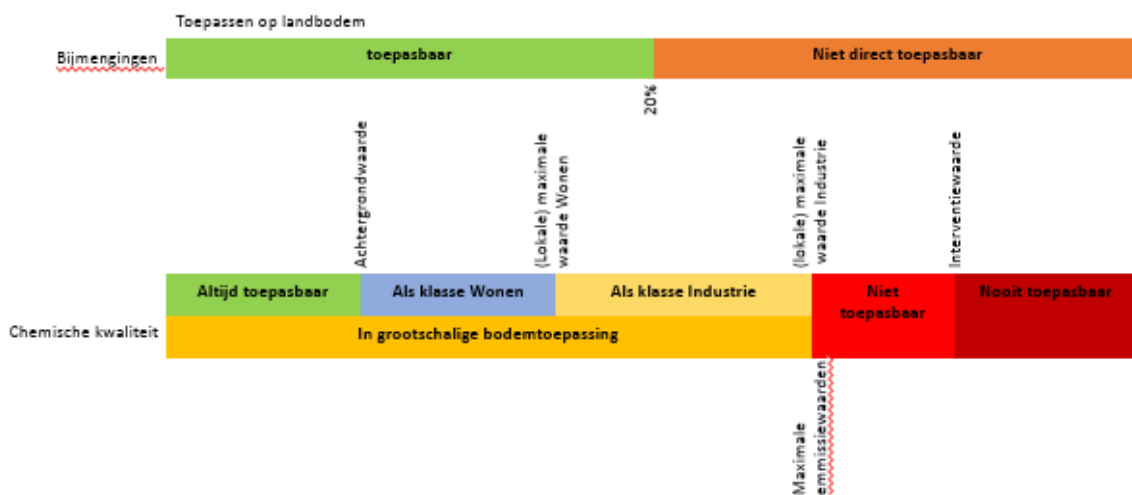 Toepassen op landbodem
Bijmengingen
toepasbaar
Niet direct toepasbaar
20%
Achtergrondwaarde
(Lokale) maximale
waarde Wonen
(lokale) maximale
waarde Industrie
Interventiewaarde
Chemische kwaliteit
Altijd toepasbaar
Als klasse Wonen
Als klasse Industrie
Niet
toepasbaar
Nooit toepasbaar
In grootschalige bodemtoepassing
Maximale
emmissiewaarden